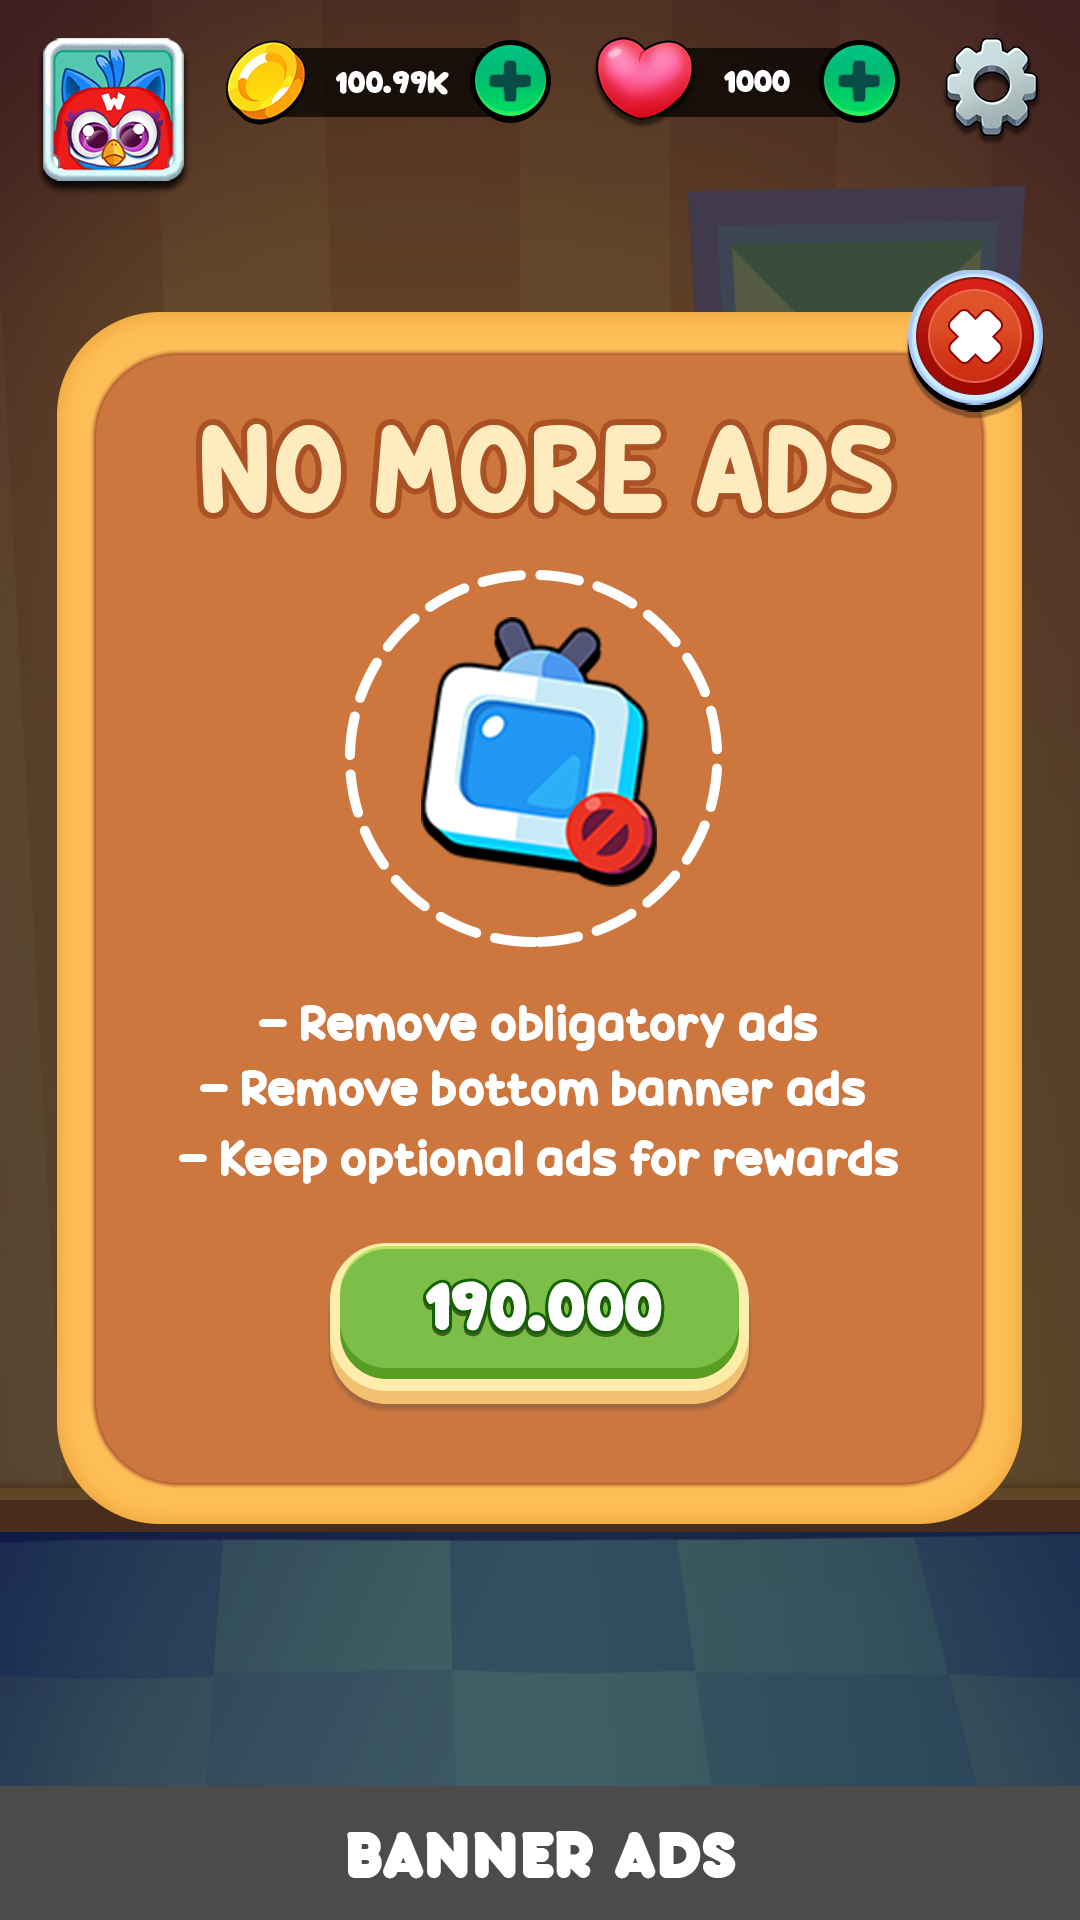 W
100.99K
1000
NO MORE ADS
- Remove obligatory ads
- Remove bottom banner ads
- Keep optional ads for rewards
190.000
BANNER ADS